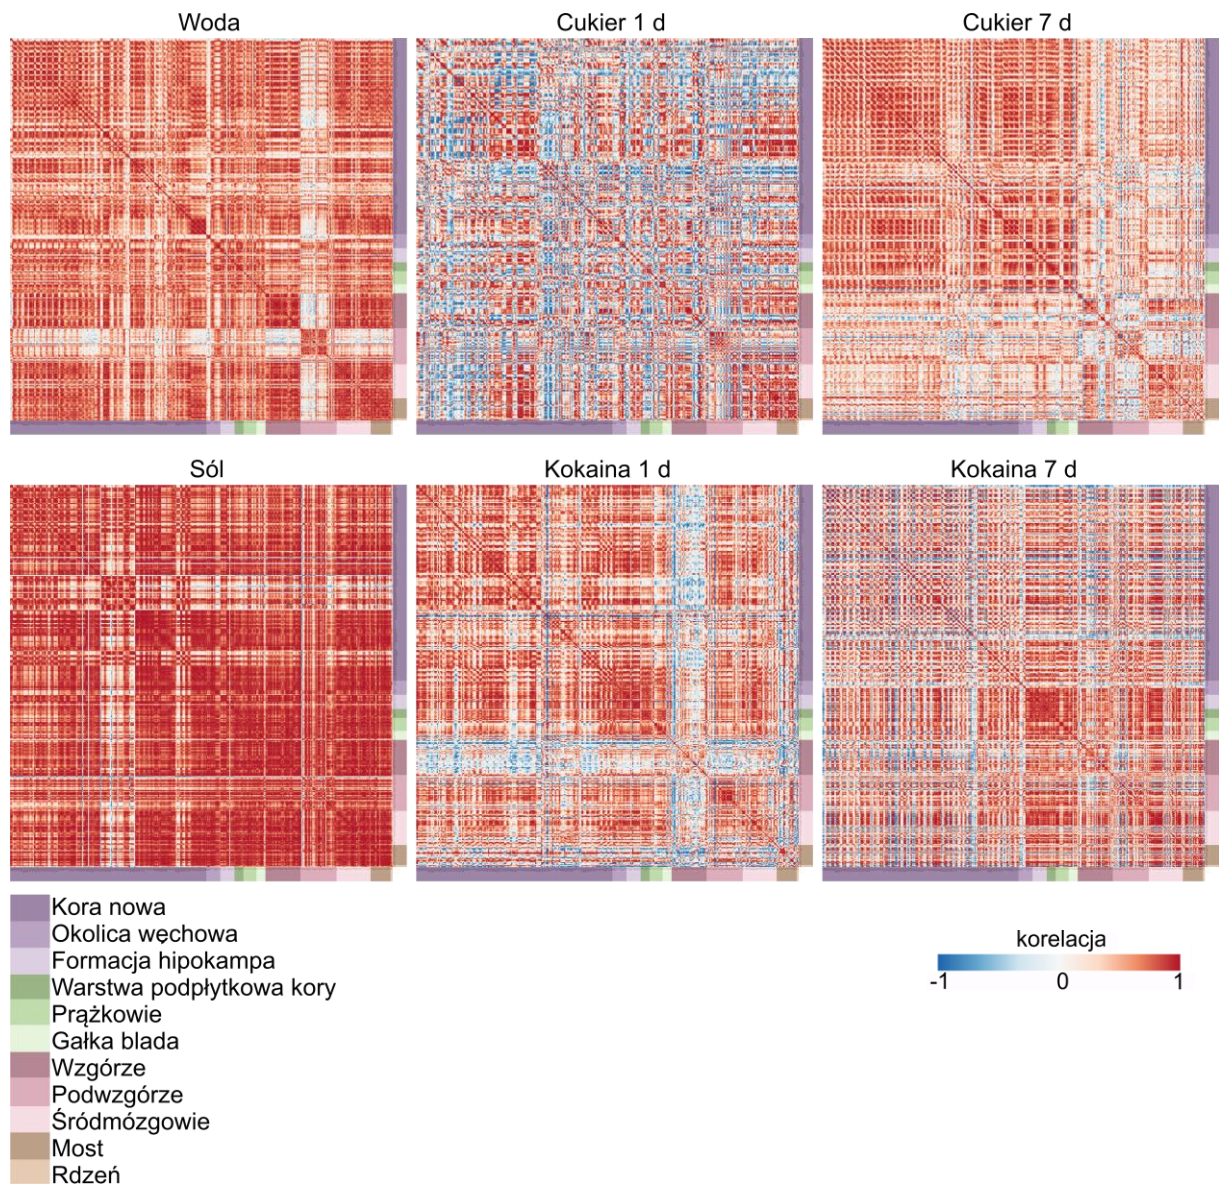 Woda
Cukier 1 d
Cukier 7 d
Sól
Kokaina 1 d
Kokaina 7 d
Kora nowa
Okolica węchowa
Formacja hipokampa
Warstwa podpłytkowa kory
Prążkowie
Gałka blada
Wzgórze
Podwzgórze
Śródmózgowie
Most
Rdzeń
korelacja
-1 0 1